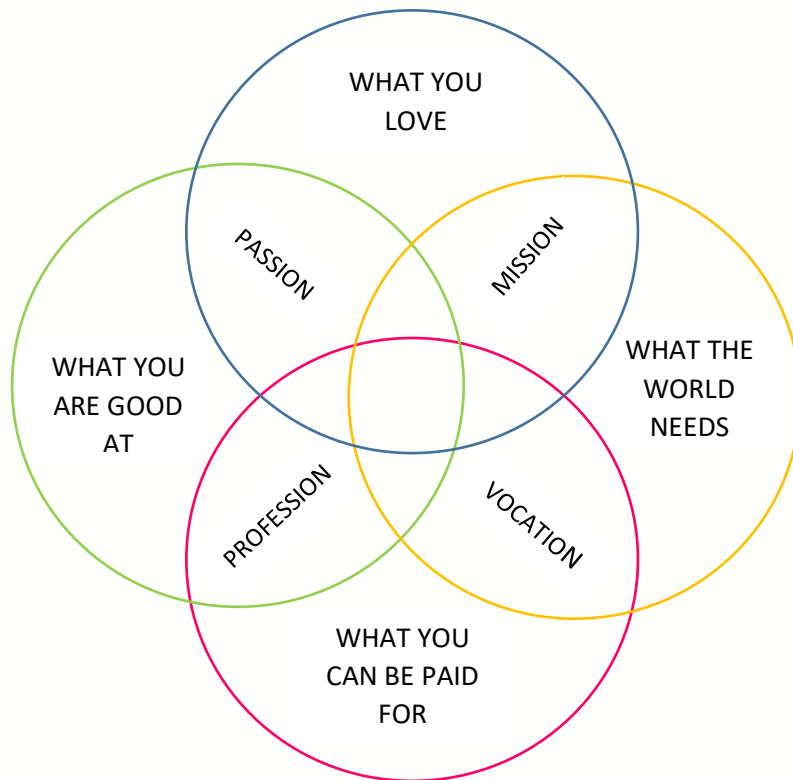 WHAT YOU
LOVE
PASSION
MISSION
WHAT YOU
ARE GOOD
AT
WHAT THE
WORLD
NEEDS
PROFESSION
VOCATION
WHAT YOU
CAN BE PAID
FOR